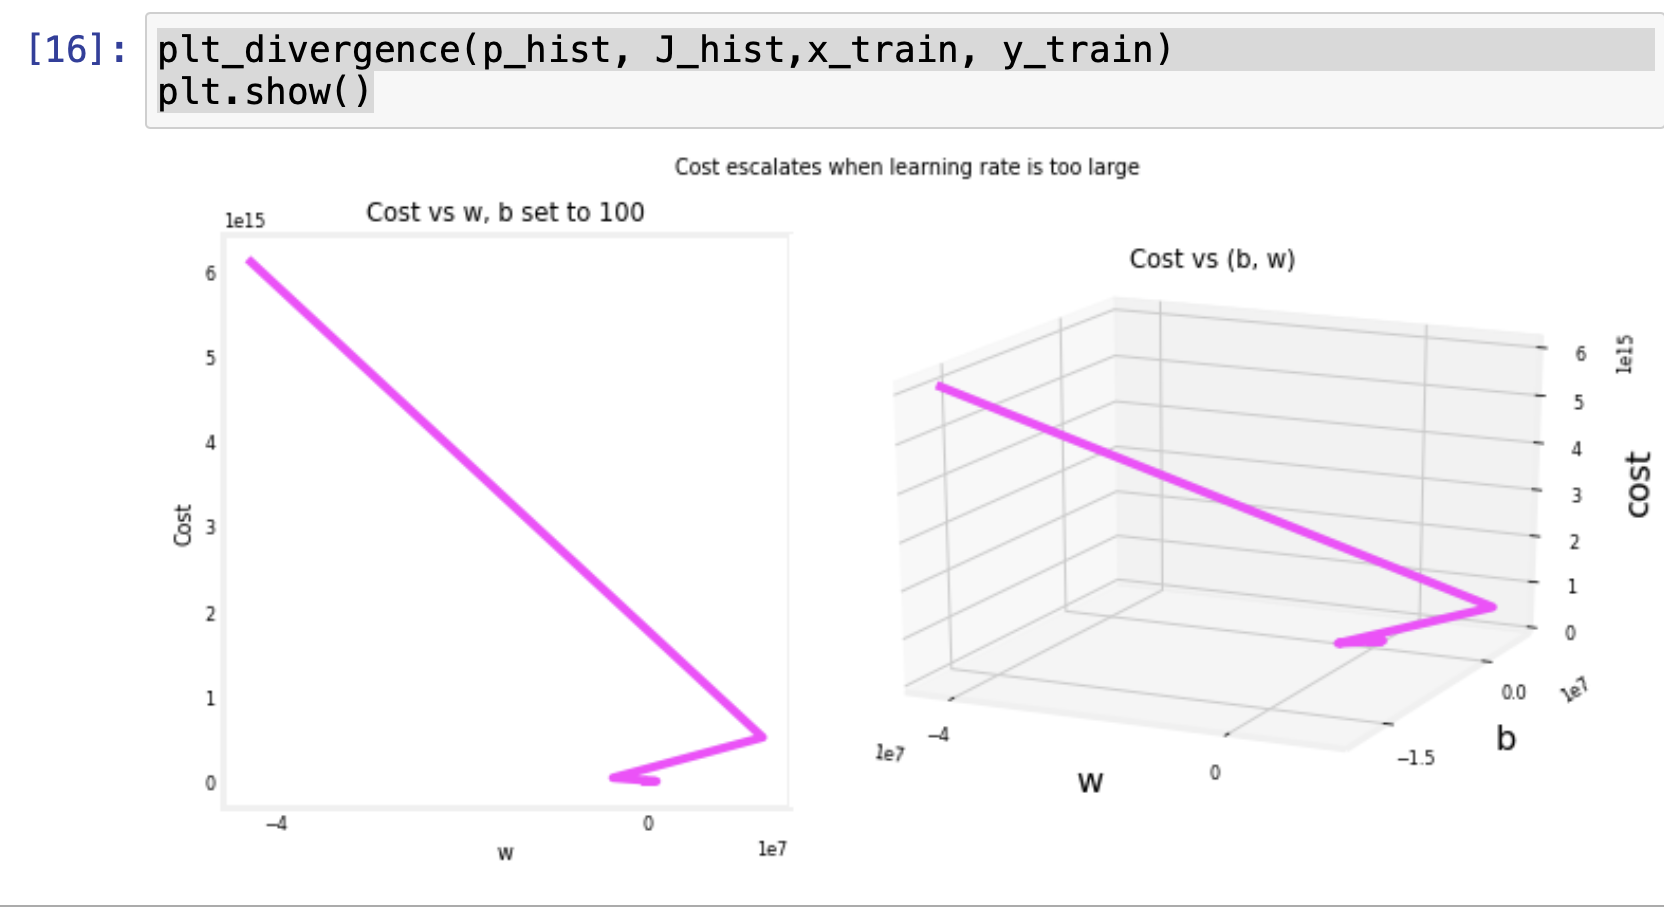 [16]: plt_divergence(p_hist, J_hist,x_train, y_train)
plt.show()
Cost escalates when learning rate is too large
Cost vs w, b set to 100
1e15
6
5
4
3
2
1
0
Cost
−4
0
1e7
w
Cost vs (b, w)
6
5
4
3
2
1
0
1e15
cost
0.0
−1.5
1e7
b
−4
0
1e7
w